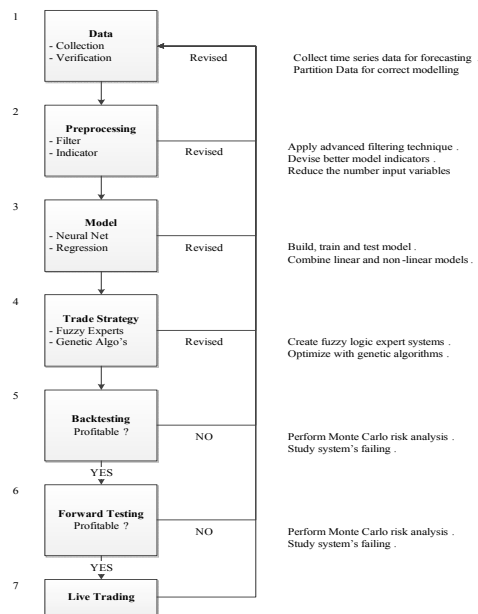 1
Data
- Collection
- Verification
Revised
Collect time series data for forecasting .
Partition Data for correct modelling
2
Preprocessing
- Filter
- Indicator
Revised
Apply advanced filtering technique .
Devise better model indicators .
Reduce the number input variables
3
Model
- Neural Net
- Regression
Revised
Build, train and test model .
Combine linear and non-linear models .
4
Trade Strategy
- Fuzzy Experts
- Genetic Algo's
Revised
Create fuzzy logic expert systems .
Optimize with genetic algorithms .
5
Backtesting
Profitable ?
NO
Perform Monte Carlo risk analysis .
Study system's failing .
YES
6
Forward Testing
Profitable ?
NO
Perform Monte Carlo risk analysis .
Study system's failing .
YES
7
Live Trading